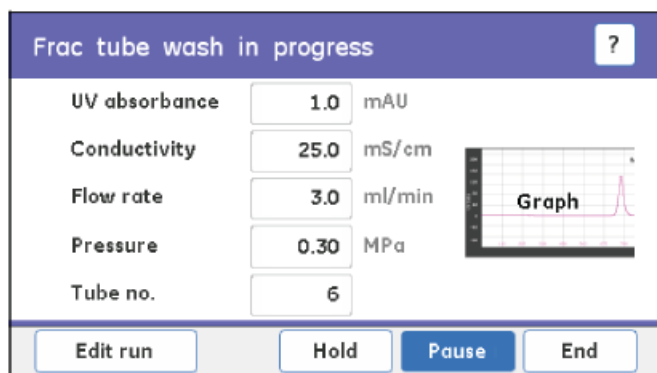 Frac tube wash in progress ?
UV absorbance 1.0 mAU
Conductivity 25.0 mS/cm
Flow rate 3.0 ml/min
Graph
Pressure 0.30 MPa
Tube no. 6
Edit run Hold Pause End